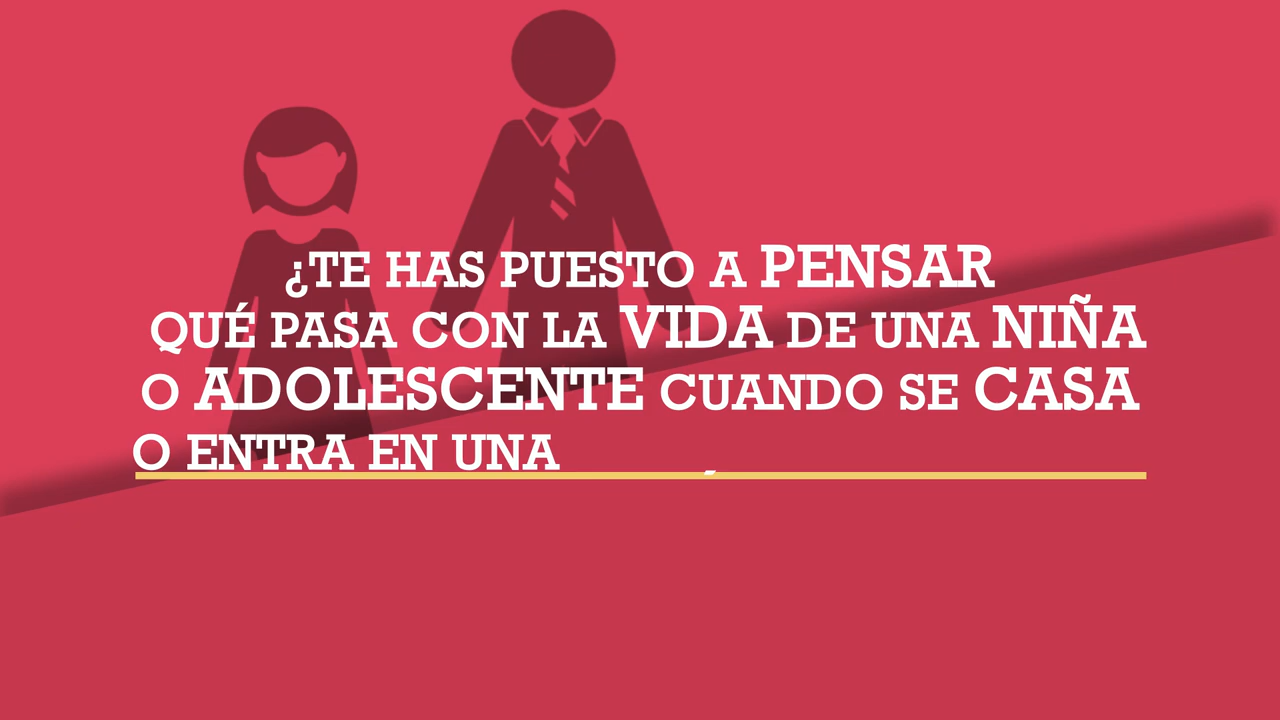 ¿TE HAS PUESTO A PENSAR
QUÉ PASA CON LA VIDA DE UNA NIÑA
O ADOLESCENTE CUANDO SE CASA
O ENTRA EN UNA